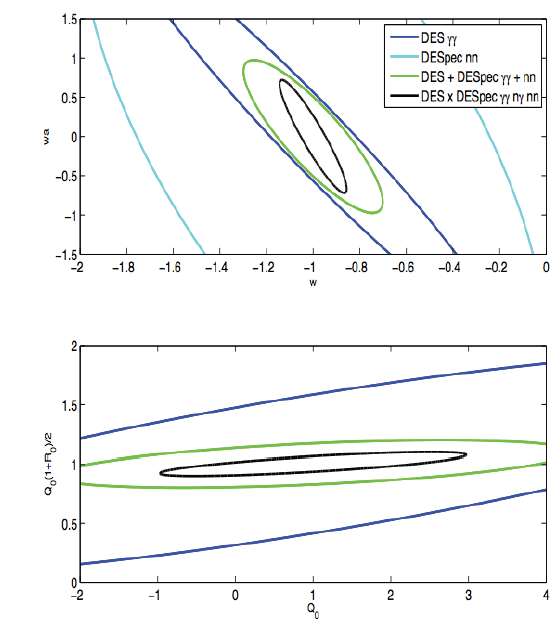 1.5
1
0.5
0
−0.5
−1
−1.5
wa
DES γγ
DESpec nn
DES + DESpec γγ + nn
DES x DESpec γγ nγ nn
−2 −1.8 −1.6 −1.4 −1.2 −1 −0.8 −0.6 −0.4 −0.2 0
w
2
1.5
1
0.5
0
Q0(1+R0)/2
−2 −1 0 1 2 3 4
Q0